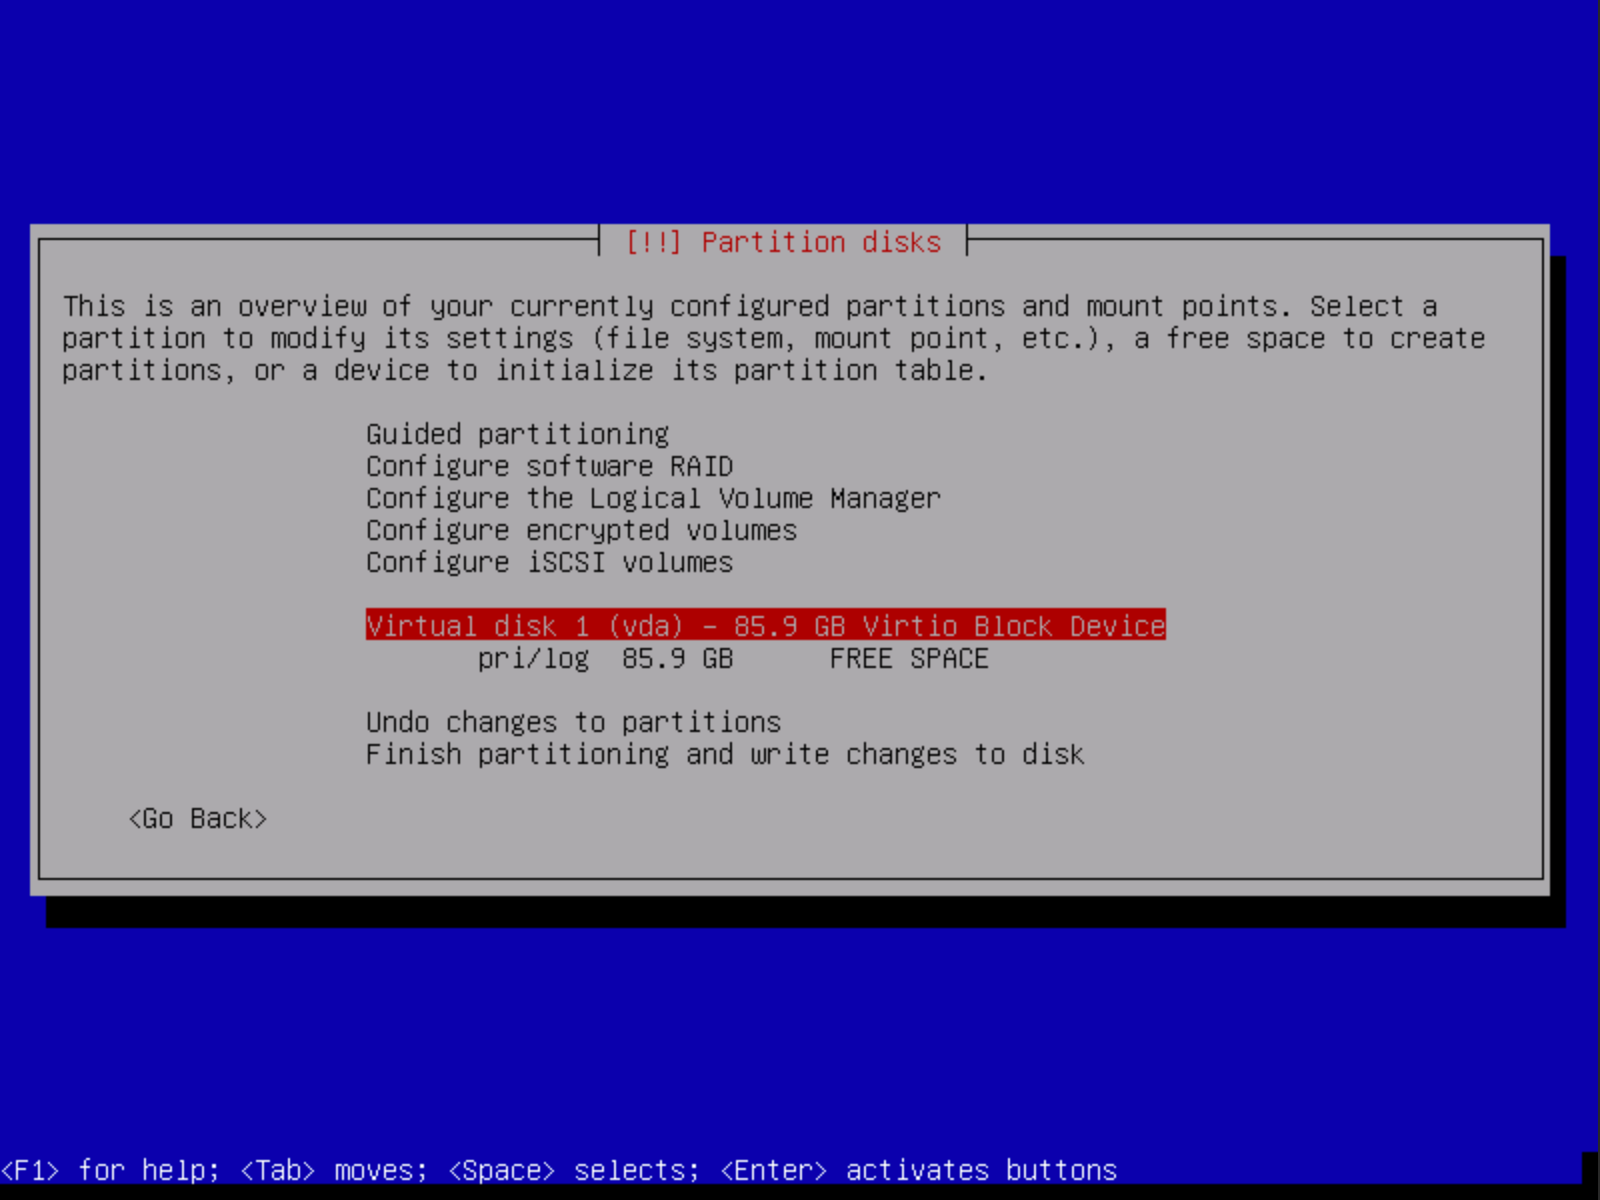 [!!] Partition disks
This is an overview of your currently configured partitions and mount points. Select a
partition to modify its settings (file system, mount point, etc.), a free space to create
partitions, or a device to initialize its partition table.
Guided partitioning
Configure software RAID
Configure the Logical Volume Manager
Configure encrypted volumes
Configure iSCSI volumes
Virtual disk 1 (vda) - 85.9 GB Virtio Block Device
pri/log 85.9 GB FREE SPACE
Undo changes to partitions
Finish partitioning and write changes to disk
<Go Back>
<F1> for help; <Tab> moves; <Space> selects; <Enter> activates buttons